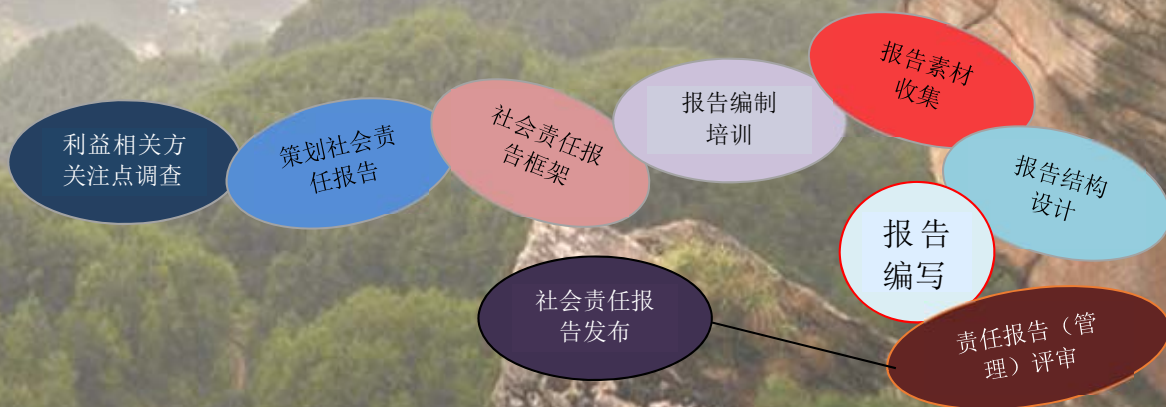 利益相关方
关注点调查
策划社会责
任报告
社会责任报
告框架
报告编制
培训
报告素材
收集
报告结构
设计
报告
编写
责任报告（管
理）评审
社会责任报
告发布